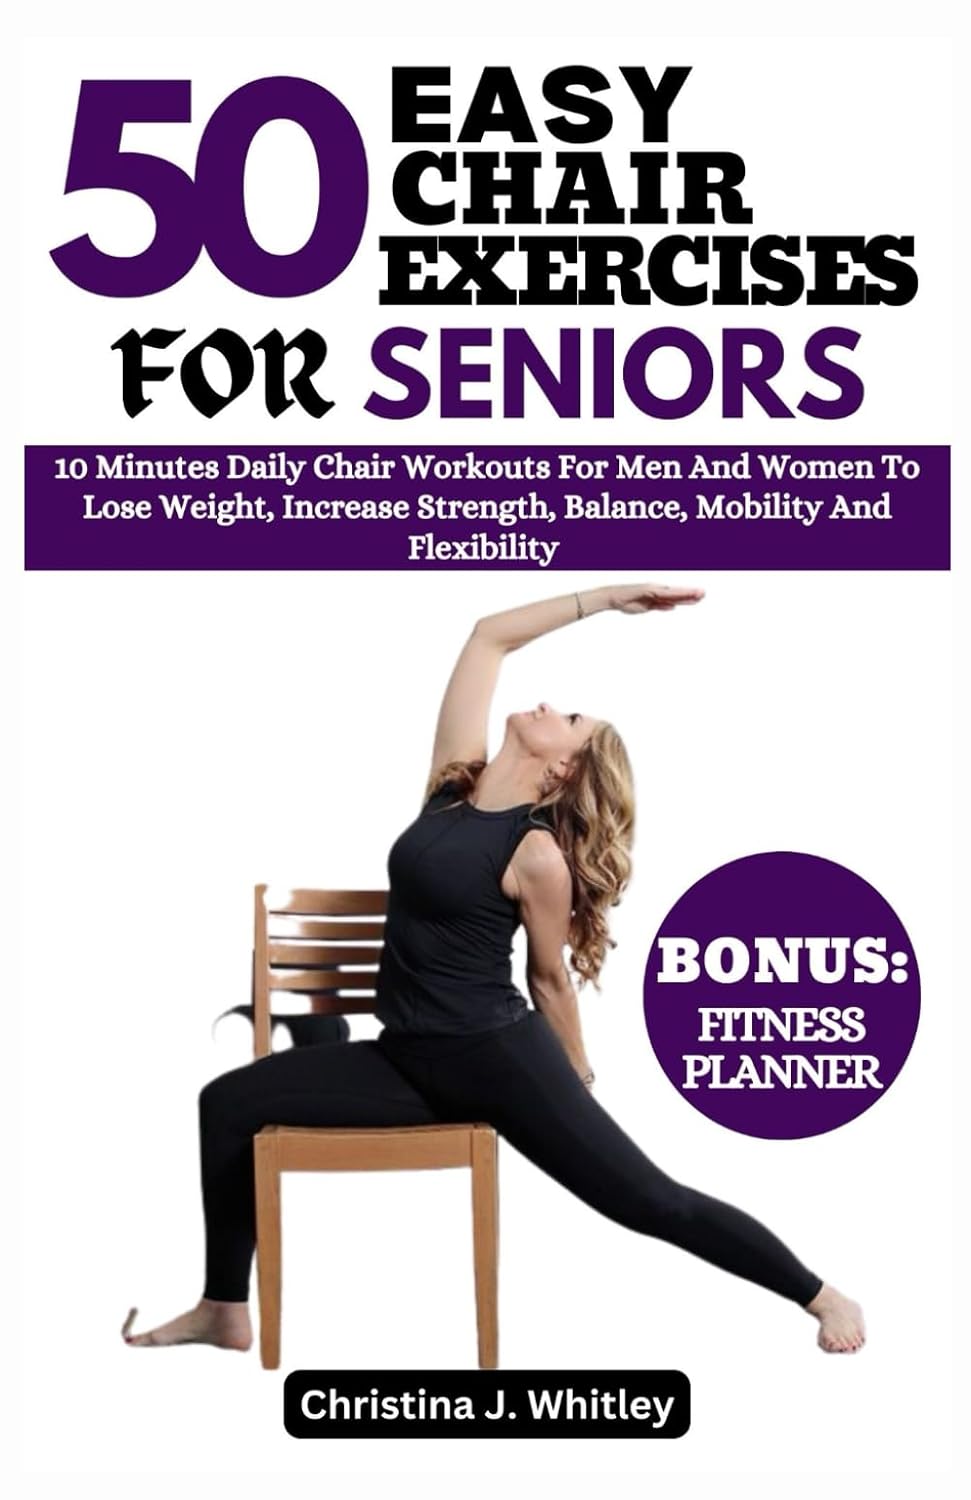 50 EASY
CHAIR
EXERCISES
FOR SENIORS
10 Minutes Daily Chair Workouts For Men And Women To
Lose Weight, Increase Strength, Balance, Mobility And
Flexibility
BONUS:
FITNESS
PLANNER
Christina J. Whitley